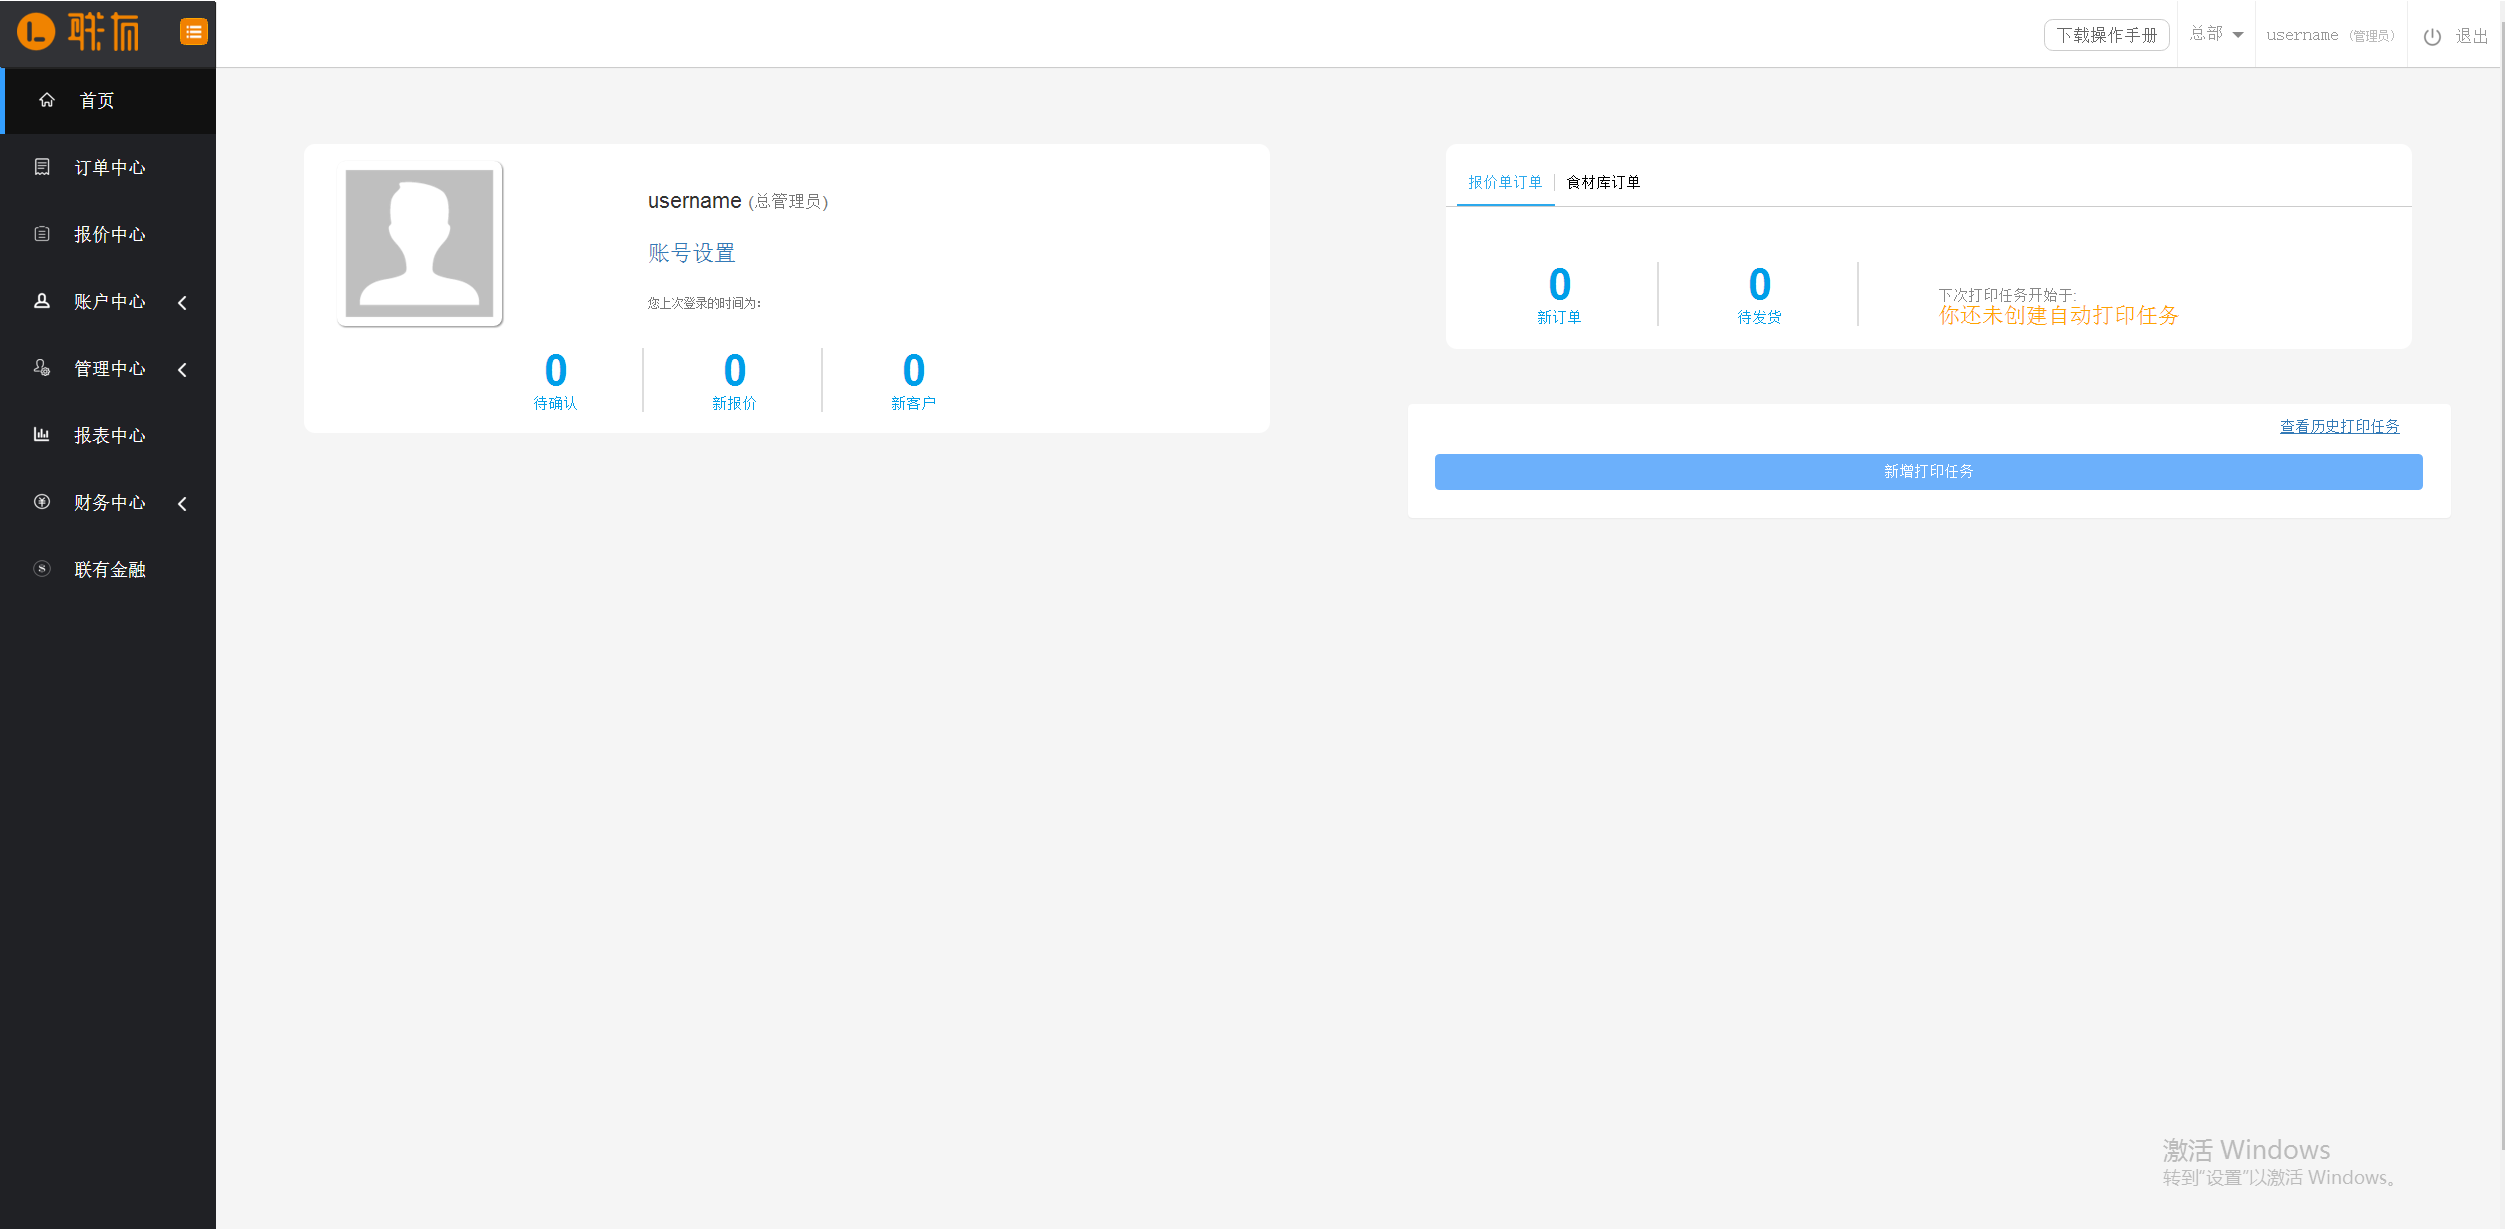 联有
下载操作手册
总部
username (管理员)
退出
首页
订单中心
报价中心
账户中心
管理中心
报表中心
财务中心
联有金融
username (总管理员)
账号设置
您上次登录的时间为:
0
待确认
0
新报价
0
新客户
报价单订单
食材库订单
0
新订单
0
待发货
下次打印任务开始于:
你还未创建自动打印任务
查看历史打印任务
新增打印任务
激活 Windows
转到"设置"以激活 Windows。